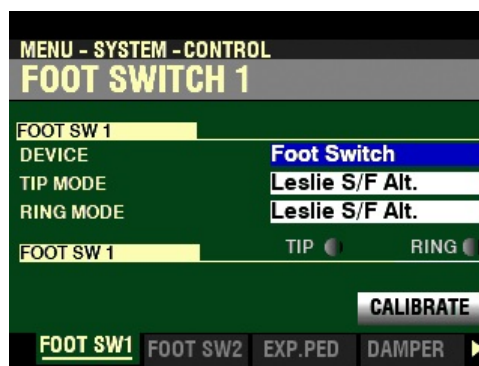 MENU - SYSTEM - CONTROL
FOOT SWITCH 1
FOOT SW 1
DEVICE Foot Switch
TIP MODE Leslie S/F Alt.
RING MODE Leslie S/F Alt.
FOOT SW 1 TIP RING
CALIBRATE
FOOT SW1 FOOT SW2 EXP.PED DAMPER